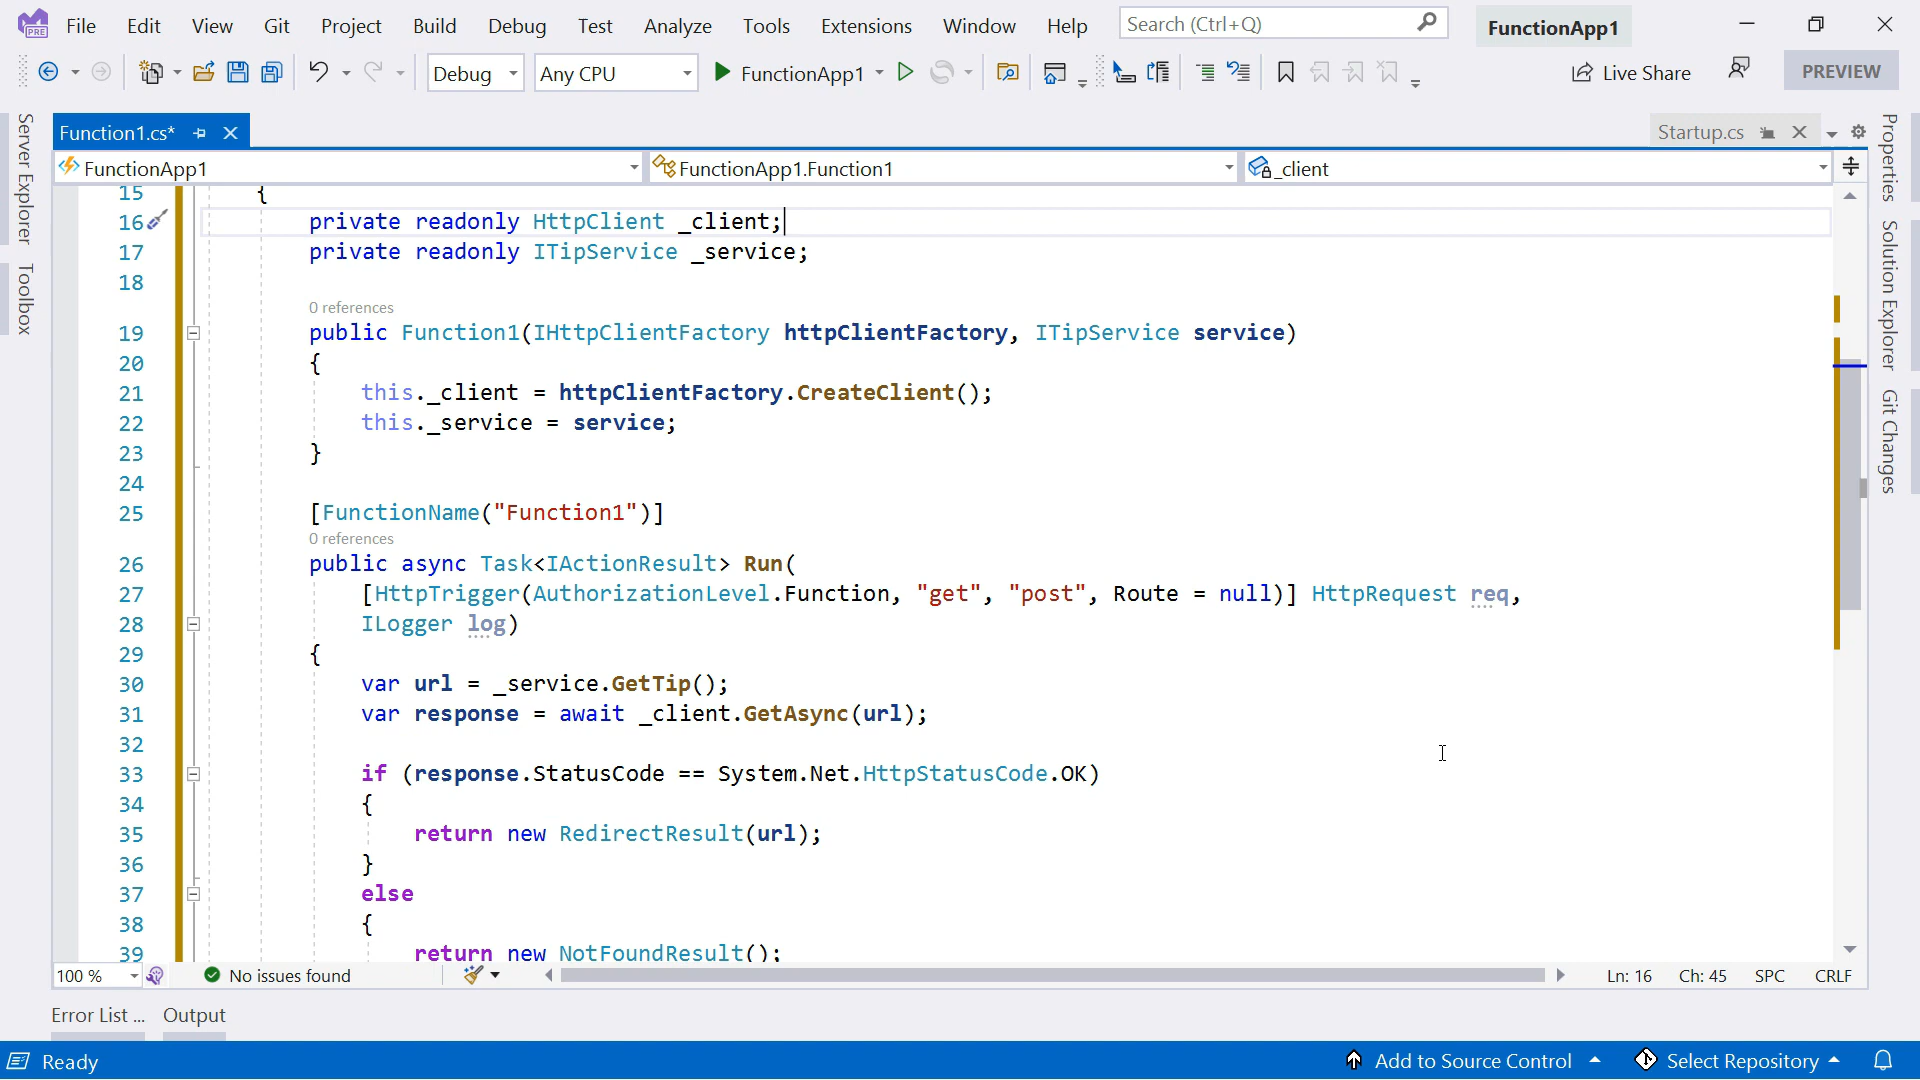 File Edit View Git Project Build Debug Test Analyze Tools Extensions Window Help Search (Ctrl+Q) FunctionApp1
Debug Any CPU FunctionApp1 Live Share PREVIEW
Function1.cs* Startup.cs
FunctionApp1 FunctionApp1.Function1 _client
Server Explorer
Toolbox
Properties
Solution Explorer
Git Changes
15 {
16 private readonly HttpClient _client;
17 private readonly ITipService _service;
18
0 references
19 public Function1(IHttpClientFactory httpClientFactory, ITipService service)
20 {
21 this._client = httpClientFactory.CreateClient();
22 this._service = service;
23 }
24
25 [FunctionName("Function1")]
0 references
26 public async Task<IActionResult> Run(
27 [HttpTrigger(AuthorizationLevel.Function, "get", "post", Route = null)] HttpRequest req,
28 ILogger log)
29 {
30 var url = _service.GetTip();
31 var response = await _client.GetAsync(url);
32
33 if (response.StatusCode == System.Net.HttpStatusCode.OK)
34 {
35 return new RedirectResult(url);
36 }
37 else
38 {
39 return new NotFoundResult();
100 % No issues found Ln: 16 Ch: 45 SPC CRLF
Error List ... Output
Ready Add to Source Control Select Repository